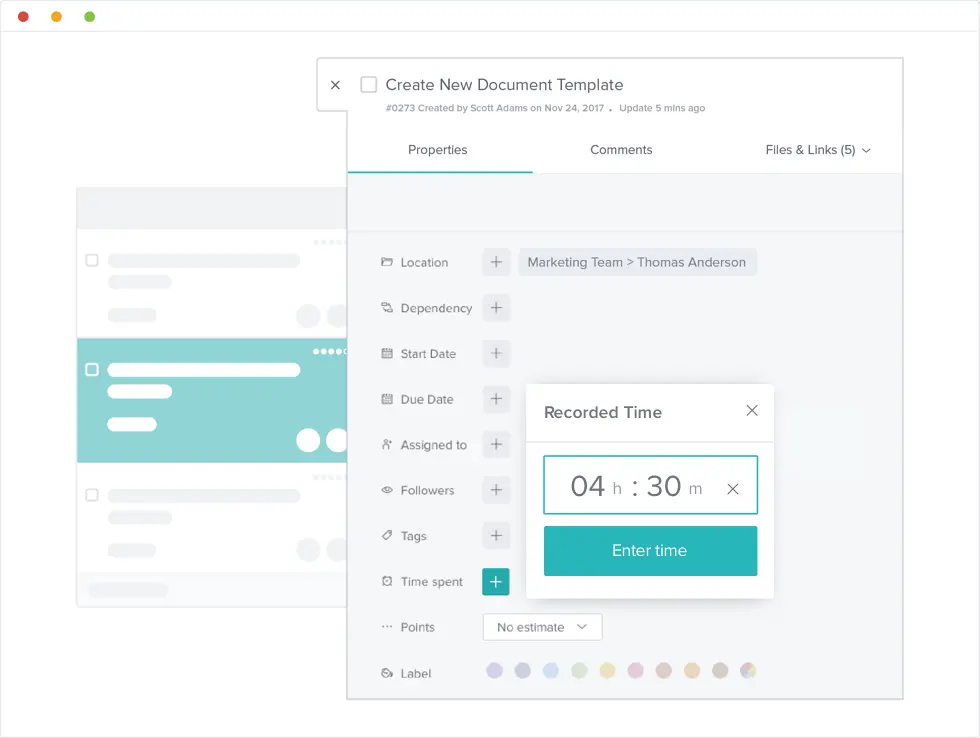 Create New Document Template
#0273 Created by Scott Adams on Nov 24, 2017 . Update 5 mins ago
Properties Comments Files & Links (5)
Location + Marketing Team > Thomas Anderson
Dependency +
Start Date +
Due Date +
Assigned to +
Followers +
Tags +
Time spent +
Points No estimate
Label
Recorded Time
04 h : 30 m
Enter time